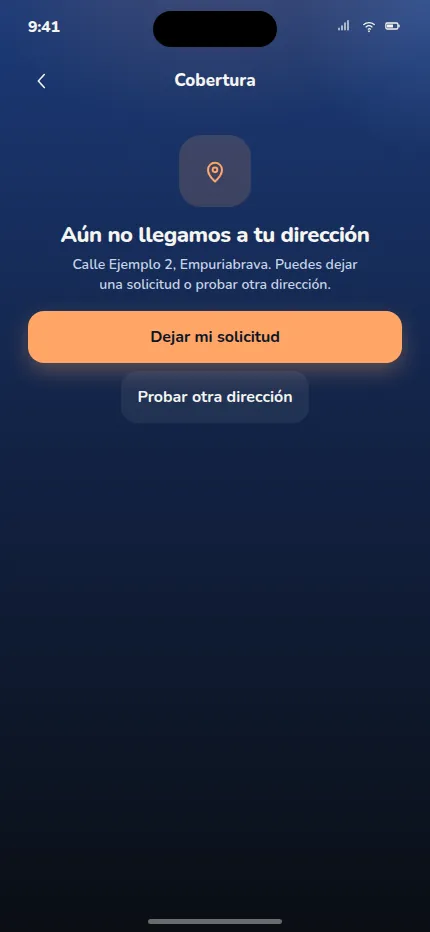 9:41
Cobertura
Aún no llegamos a tu dirección
Calle Ejemplo 2, Empuriabrava. Puedes dejar
una solicitud o probar otra dirección.
Dejar mi solicitud
Probar otra dirección